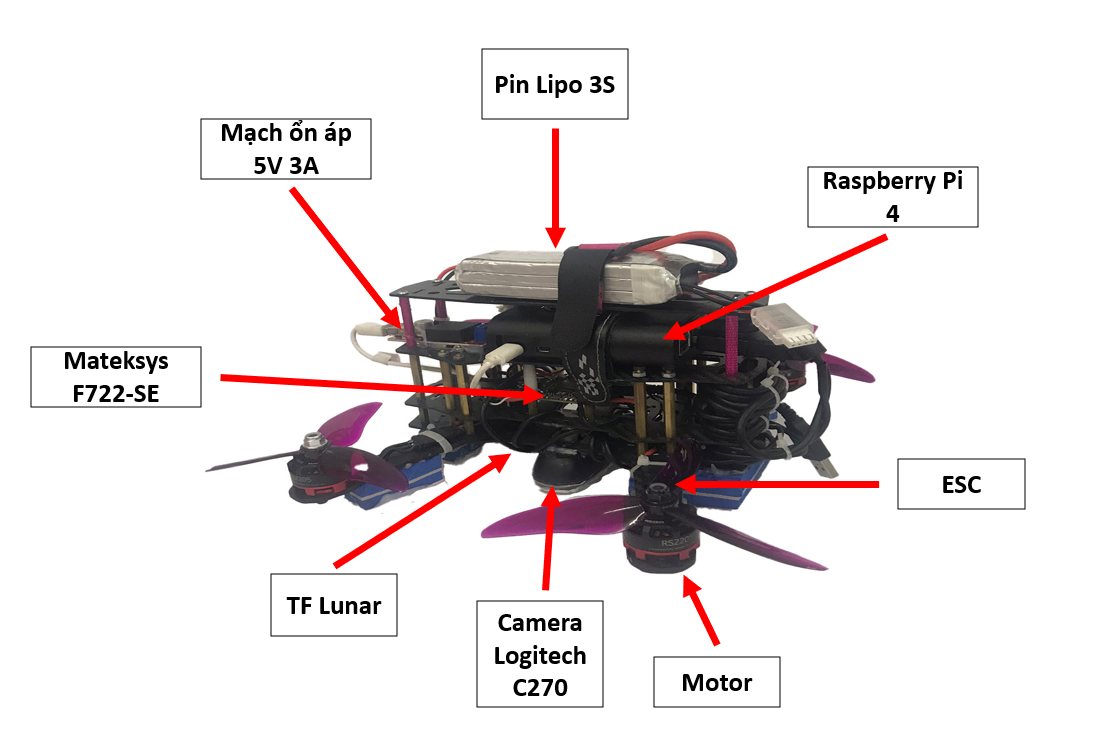 Pin Lipo 3S
Mạch ổn áp
5V 3A
Raspberry Pi
4
Mateksys
F722-SE
ESC
TF Lunar
Camera
Logitech
C270
Motor